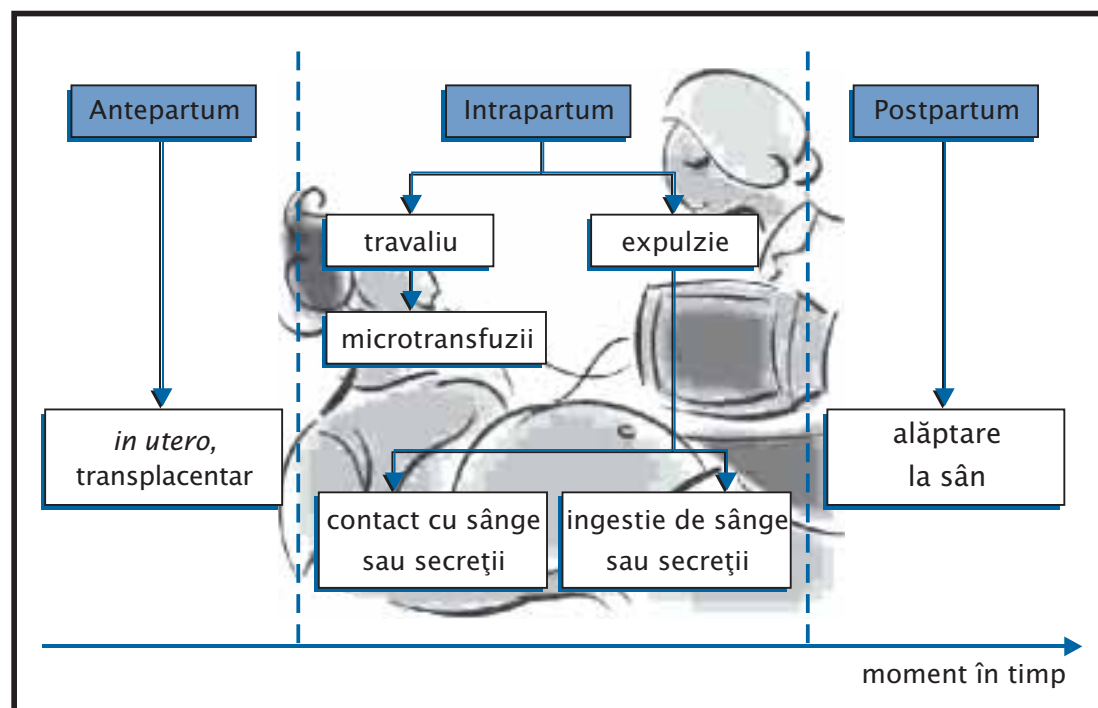 Antepartum
Intrapartum
Postpartum
travaliu
expulzie
microtransfuzii
in utero,
transplacentar
alăptare
la sân
contact cu sânge
sau secreţii
ingestie de sânge
sau secreţii
moment în timp